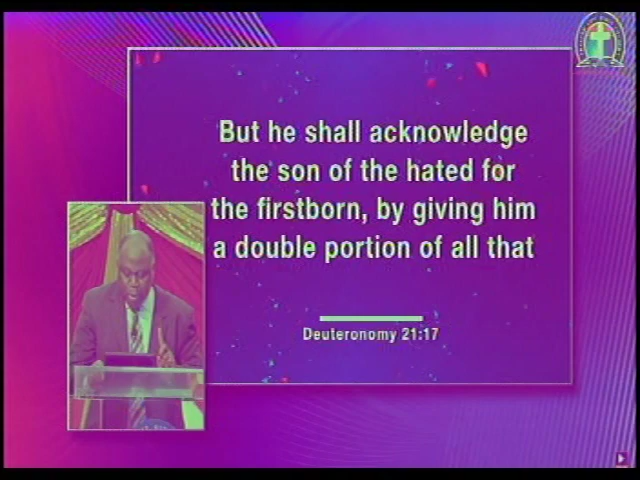 But he shall acknowledge
the son of the hated for
the firstborn, by giving him
a double portion of all that
Deuteronomy 21:17